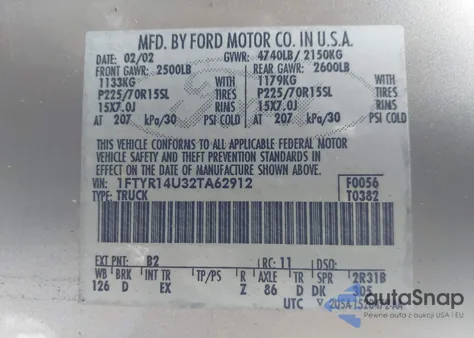 MFD. BY FORD MOTOR CO. IN U.S.A.
DATE: 02/02 GVWR: 4740LB/ 2150KG
FRONT GAWR: 2500LB REAR GAWR: 2600LB
1133KG WITH 1179KG WITH
P225/70R15SL TIRES P225/70R15SL TIRES
15X7.0J RIMS 15X7.0J RIMS
AT 207 kPa/30 PSI COLD AT 207 kPa/30 PSI COLD
THIS VEHICLE CONFORMS TO ALL APPLICABLE FEDERAL MOTOR
VEHICLE SAFETY AND THEFT PREVENTION STANDARDS IN EFFECT
ON THE DATE OF MANUFACTURE SHOWN ABOVE.
VIN: 1FTYR14U32TA62912 F0056
TYPE: TRUCK T0382
EXT PNT: B2 RC: 11 DSO:
WB BRK INT TR TP/PS R AXLE TR SPR 2R31B
126 D EX Z 86 D DK 305
UTC
autoSnap
Pewne auta z USA i EU